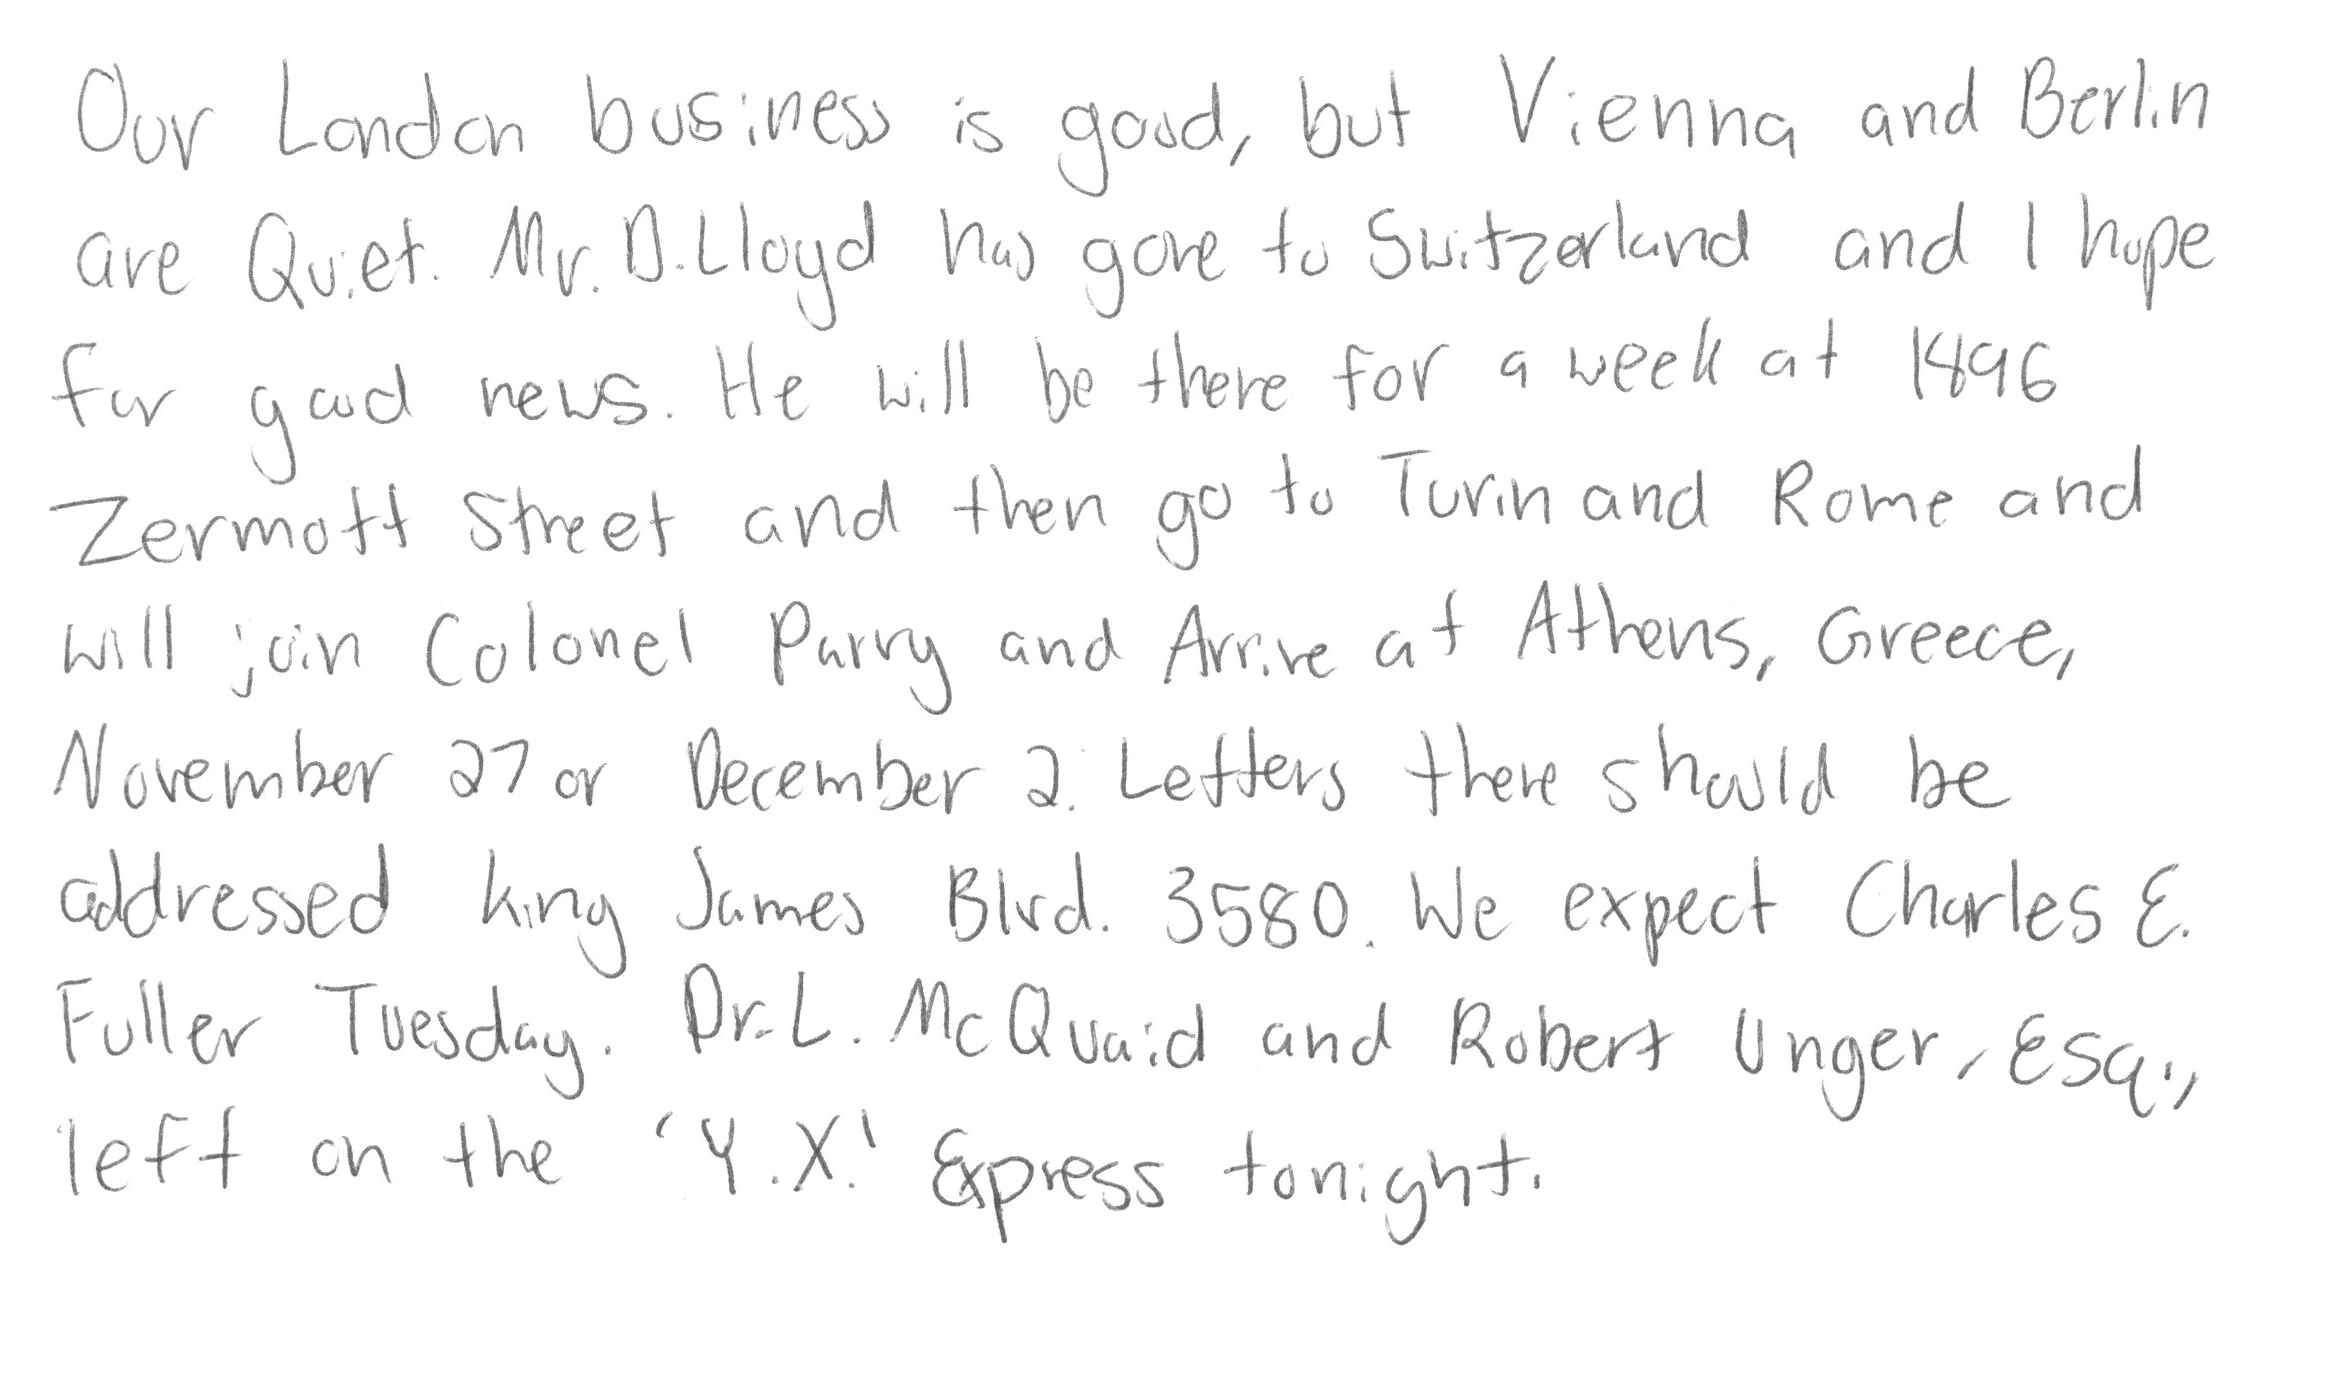 Our London business is good, but Vienna and Berlin
are Quiet. Mr. D. Lloyd has gone to Switzerland and I hope
for good news. He will be there for a week at 1896
Zermott Street and then go to Turin and Rome and
will join Colonel Parry and Arrive at Athens, Greece,
November 27 or December 2. Letters there should be
addressed King James Blvd. 3580. We expect Charles E.
Fuller Tuesday. Dr. L. McQuaid and Robert Unger, Esq.,
left on the 'Y.X.' Express tonight.